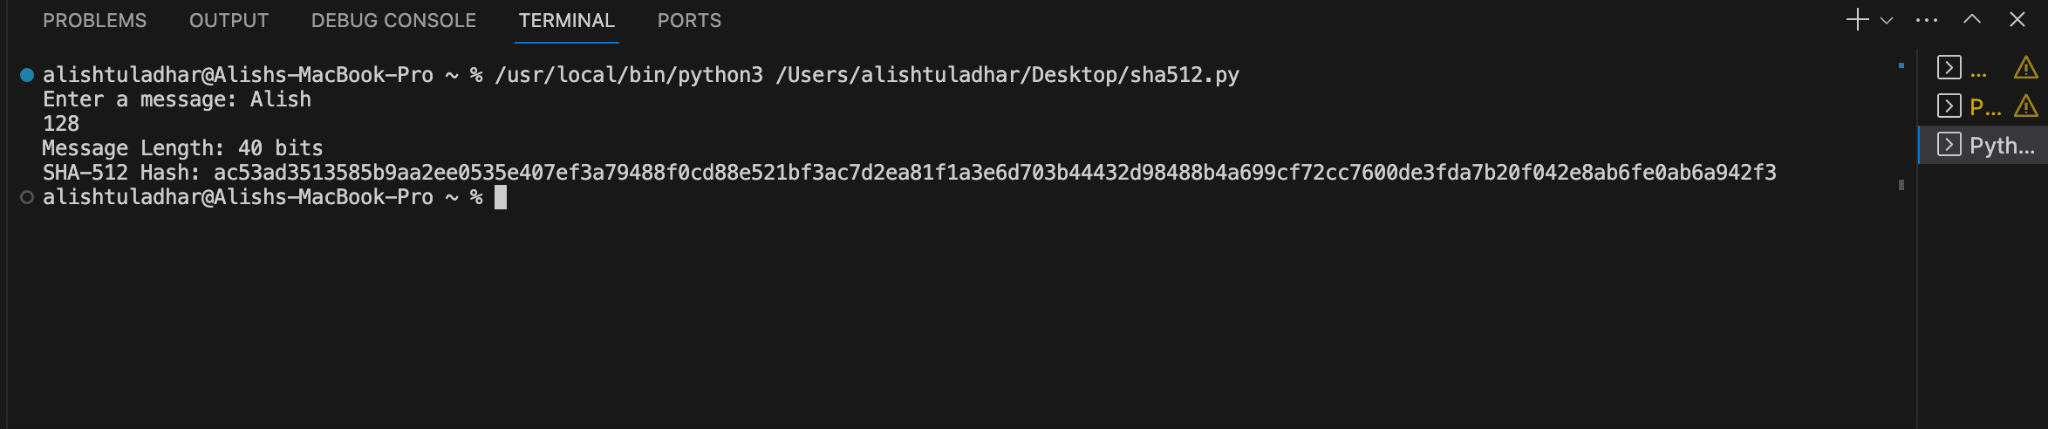 PROBLEMS OUTPUT DEBUG CONSOLE TERMINAL PORTS
alishtuladhar@Alishs-MacBook-Pro ~ % /usr/local/bin/python3 /Users/alishtuladhar/Desktop/sha512.py
Enter a message: Alish
128
Message Length: 40 bits
SHA-512 Hash: ac53ad3513585b9aa2ee0535e407ef3a79488f0cd88e521bf3ac7d2ea81f1a3e6d703b44432d98488b4a699cf72cc7600de3fda7b20f042e8ab6fe0ab6a942f3
alishtuladhar@Alishs-MacBook-Pro ~ %
...
P...
Pyth...